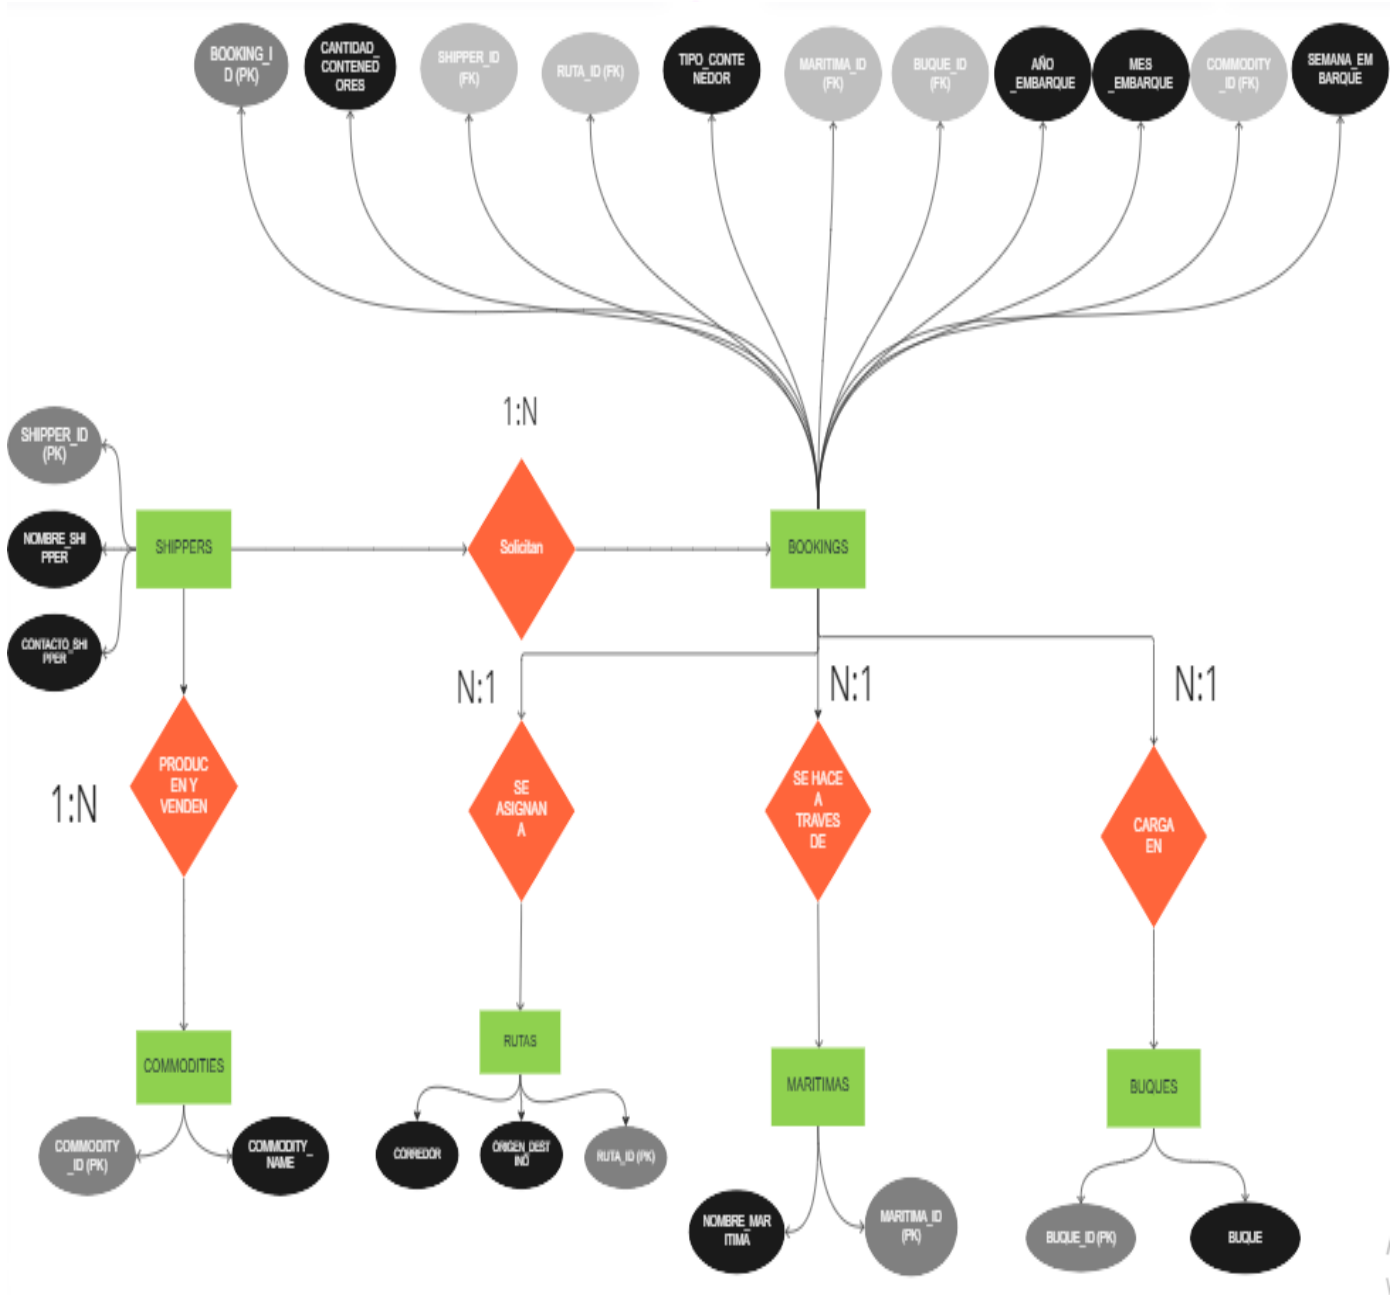 BOOKING_I
D (PK)
CANTIDAD_
CONTENED
ORES
SHIPPER_ID
(FK)
RUTA_ID (FK)
TIPO_CONTE
NEDOR
MARITIMA_ID
(FK)
BUQUE_ID
(FK)
AÑO
_EMBARQUE
MES
_EMBARQUE
COMMODITY
_ID (FK)
SEMANA_EM
BARQUE
1:N
SHIPPER_ID
(PK)
NOMBRE_SHI
PPER
CONTACTO_SHI
PPER
SHIPPERS
Solicitan
BOOKINGS
N:1
N:1
N:1
1:N
PRODUC
EN Y
VENDEN
SE
ASIGNAN
A
SE HACE
A
TRAVES
DE
CARGA
EN
COMMODITIES
RUTAS
MARITIMAS
BUQUES
COMMODITY
_ID (PK)
COMMODITY_
NAME
CORREDOR
ORIGEN_DEST
INO
RUTA_ID (PK)
NOMBRE_MAR
ITIMA
MARITIMA_ID
(PK)
BUQUE_ID (PK)
BUQUE